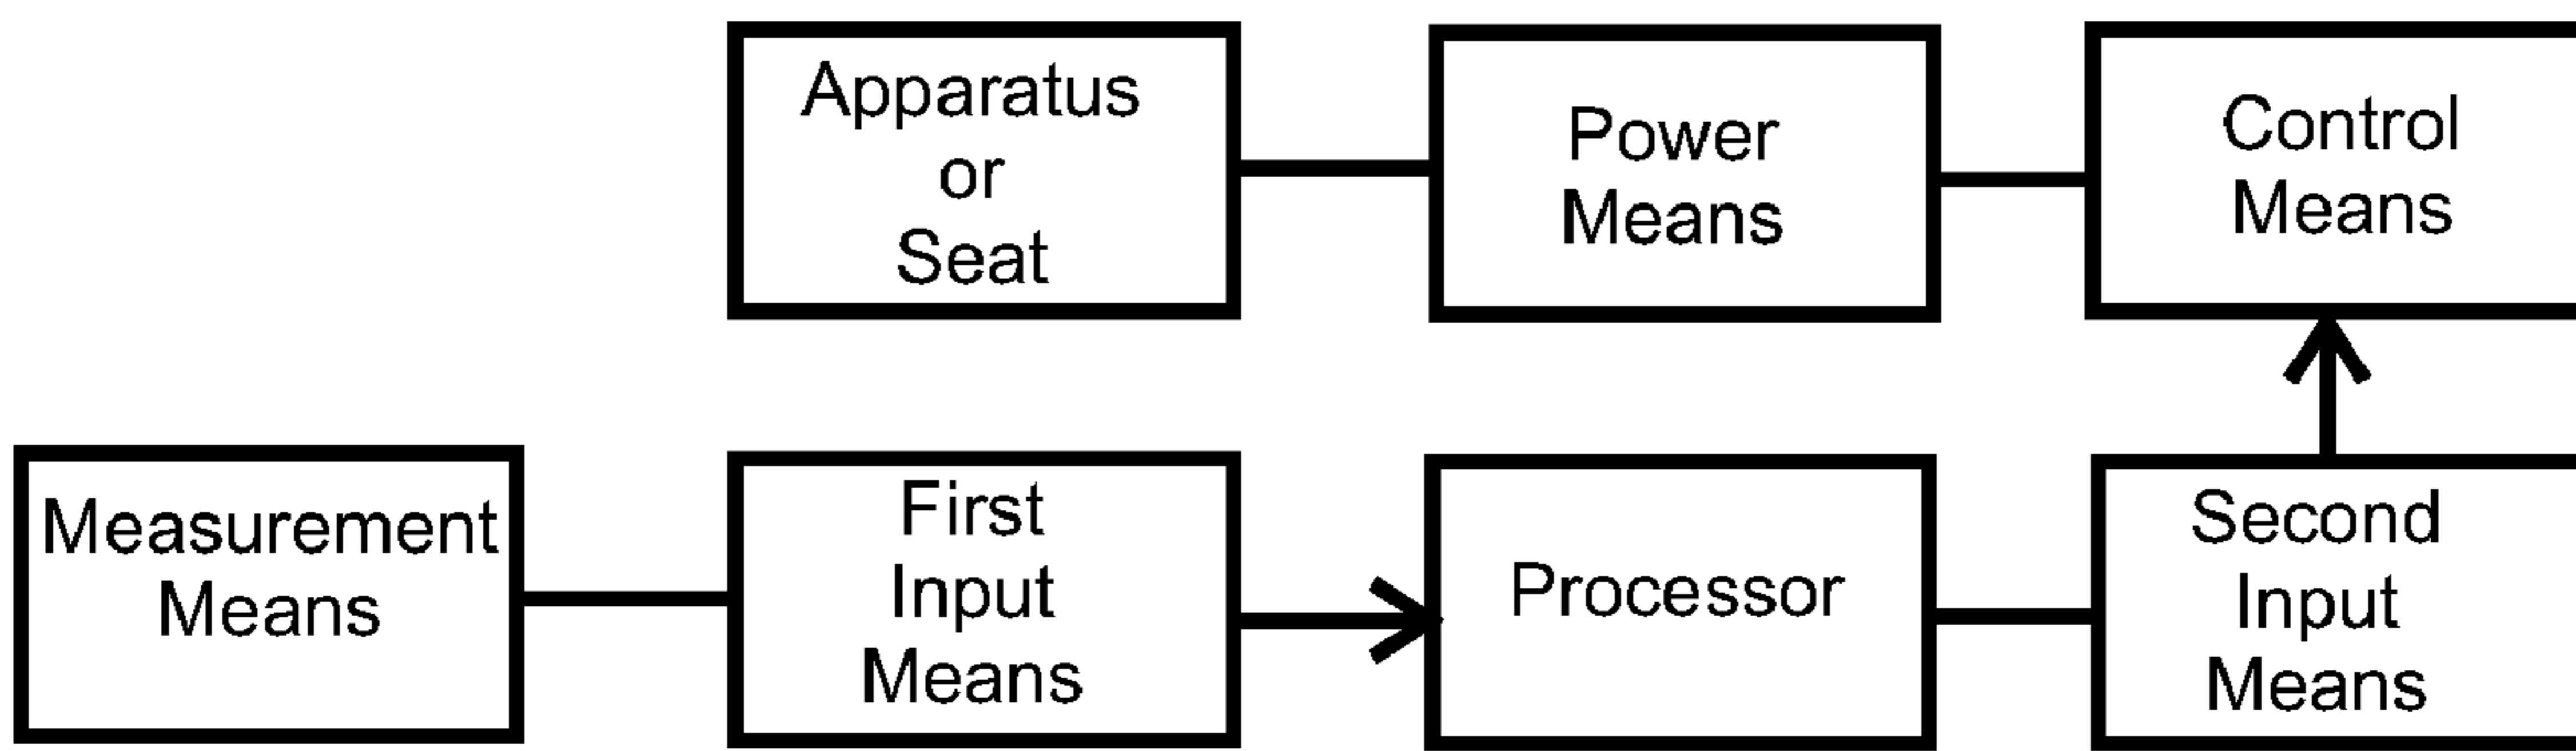 Apparatus
or
Seat
Power
Means
Control
Means
Measurement
Means
First
Input
Means
Processor
Second
Input
Means